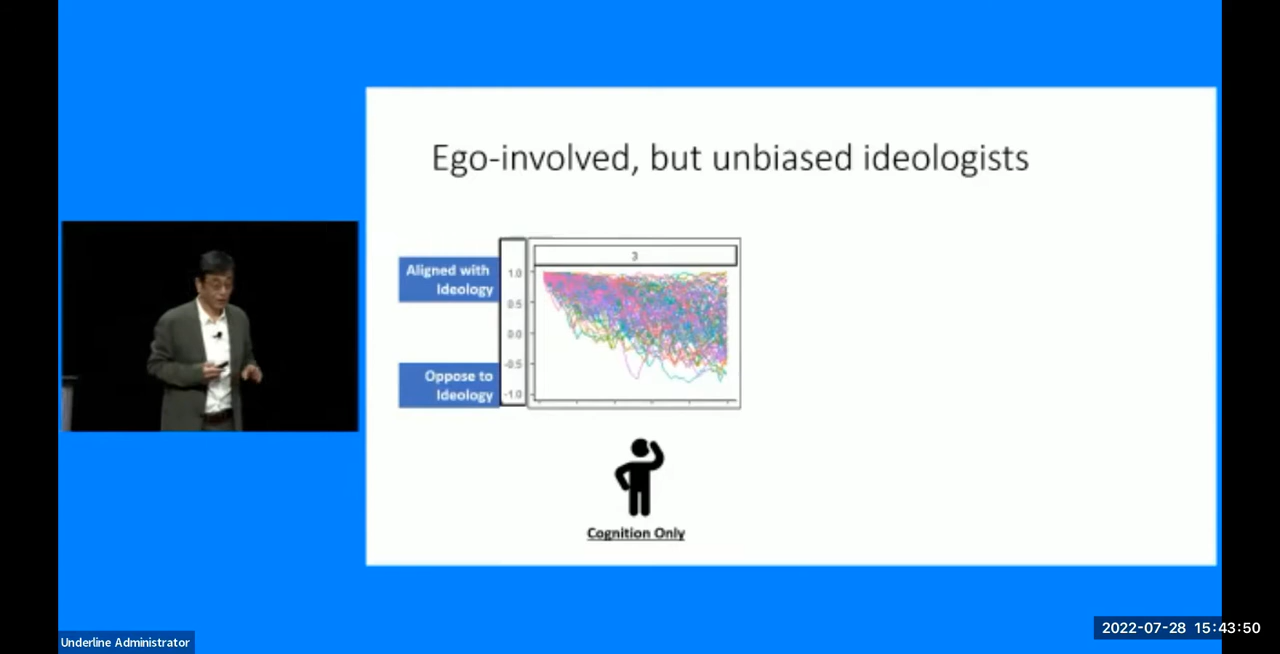 Ego-involved, but unbiased ideologists
Aligned with
Ideology
Oppose to
Ideology
3
1.0
0.5
0.0
-0.5
-1.0
Cognition Only
Underline Administrator
2022-07-28 15:43:50